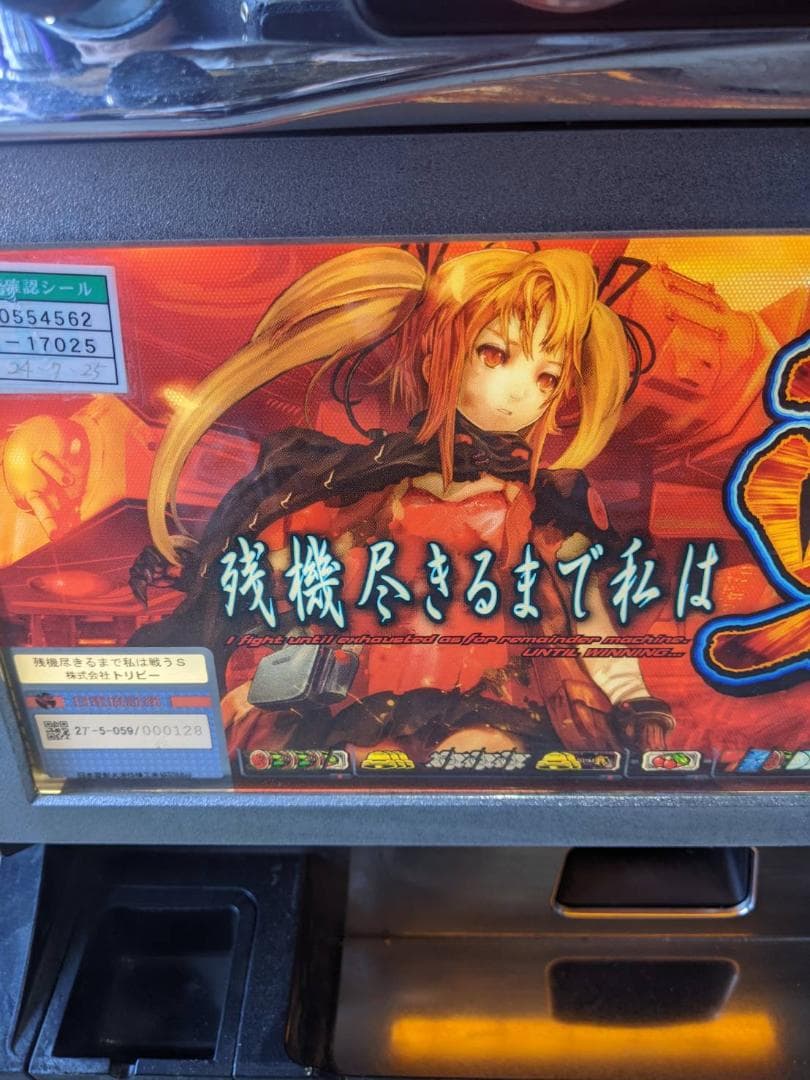 確認シール
0554562
-17025
24-7 25
残機尽きるまで私は
I fight until exhausted as for remainder machine.
UNTIL WINNING...
残機尽きるまで私は戦うS
株式会社トリビー
2T-5-059/000128